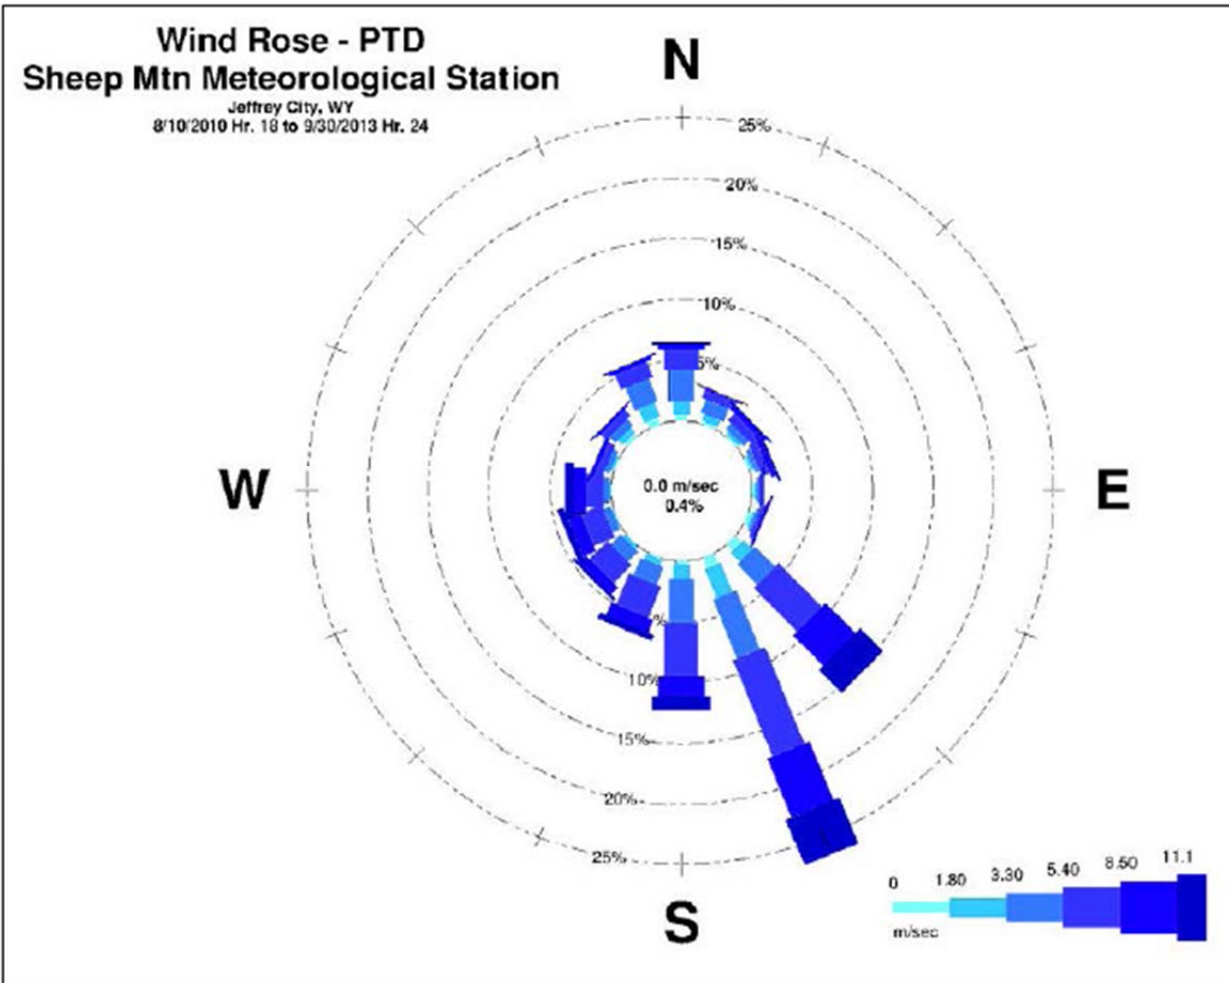 Wind Rose - PTD
Sheep Mtn Meteorological Station
Jeffrey City, WY
8/10/2010 Hr. 18 to 9/30/2013 Hr. 24
N
25%
20%
15%
10%
5%
W
0.0 m/sec
0.4%
E
%
10%
15%
20%
25%
S
0 1.80 3.30 5.40 8.50 11.1
m/sec